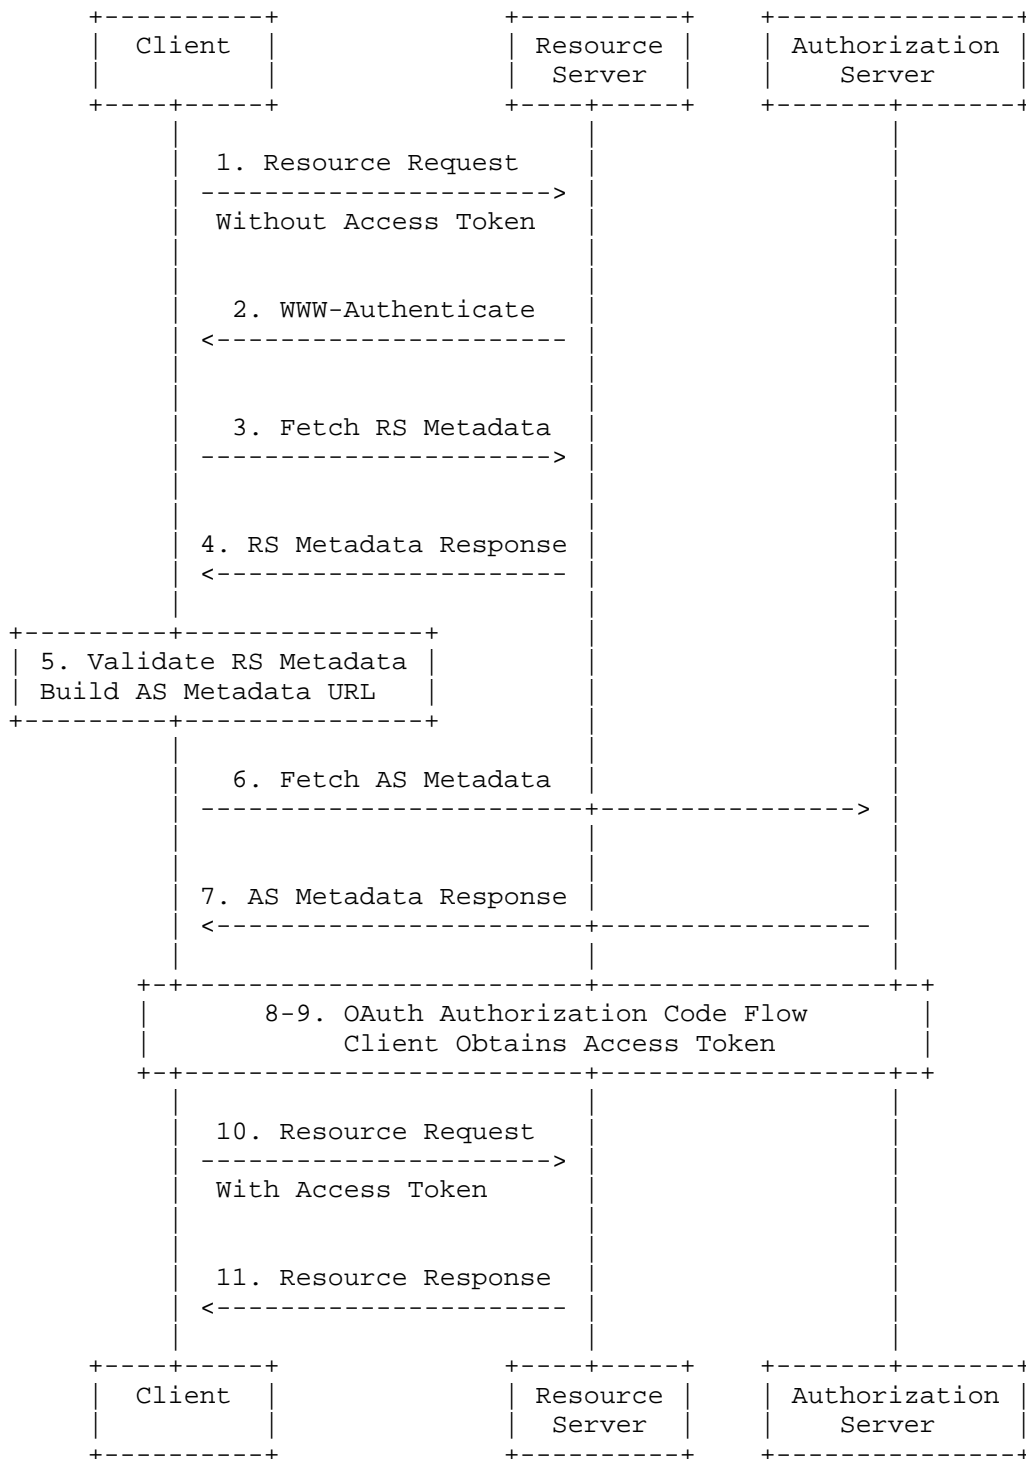 Client Resource Authorization
Server Server
1. Resource Request
Without Access Token
2. WWW-Authenticate
3. Fetch RS Metadata
4. RS Metadata Response
5. Validate RS Metadata
Build AS Metadata URL
6. Fetch AS Metadata
7. AS Metadata Response
8-9. OAuth Authorization Code Flow
Client Obtains Access Token
10. Resource Request
With Access Token
11. Resource Response
Client Resource Authorization
Server Server